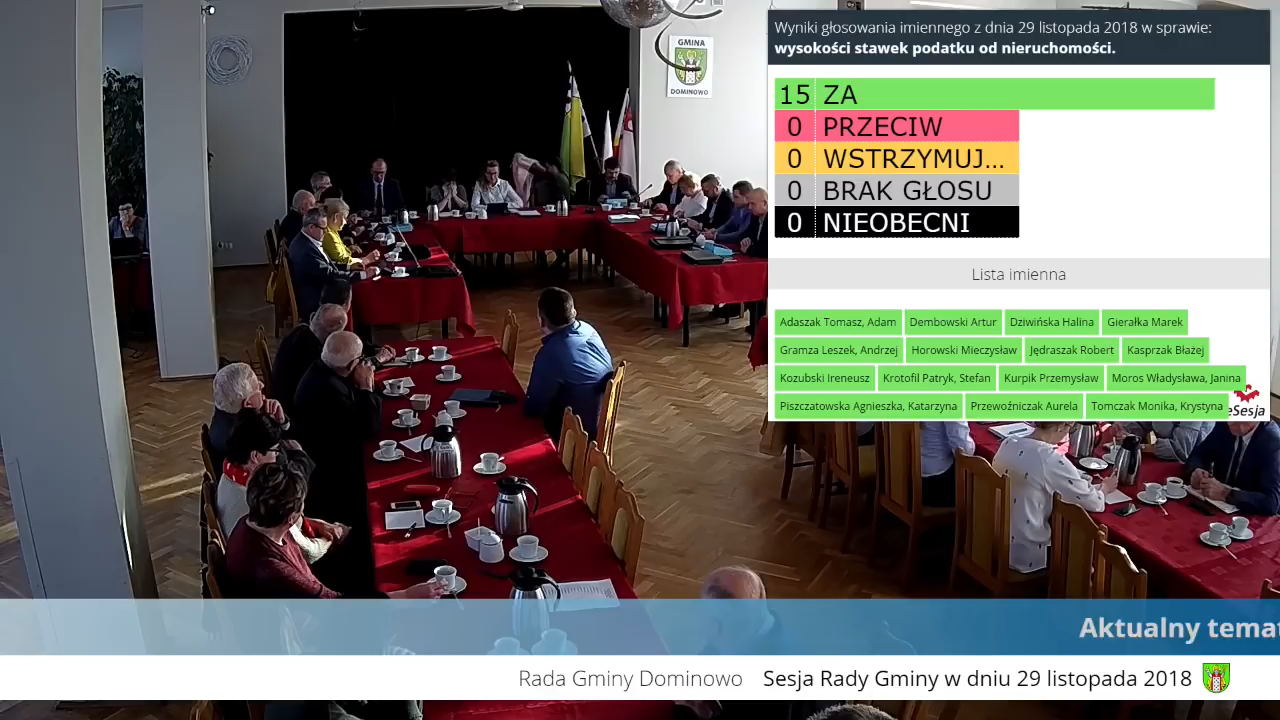 Wyniki głosowania imiennego z dnia 29 listopada 2018 w sprawie:
wysokości stawek podatku od nieruchomości.
15 ZA
0 PRZECIW
0 WSTRZYMUJ...
0 BRAK GŁOSU
0 NIEOBECNI
Lista imienna
Adaszak Tomasz, Adam Dembowski Artur Dziwińska Halina Gierałka Marek
Gramza Leszek, Andrzej Horowski Mieczysław Jędraszak Robert Kasprzak Błażej
Kozubski Ireneusz Krotofil Patryk, Stefan Kurpik Przemysław Moros Władysława, Janina
Piszczatowska Agnieszka, Katarzyna Przewoźniczak Aurela Tomczak Monika, Krystyna
eSesja
GMINA
DOMINOWO
Aktualny temat
Rada Gminy Dominowo Sesja Rady Gminy w dniu 29 listopada 2018